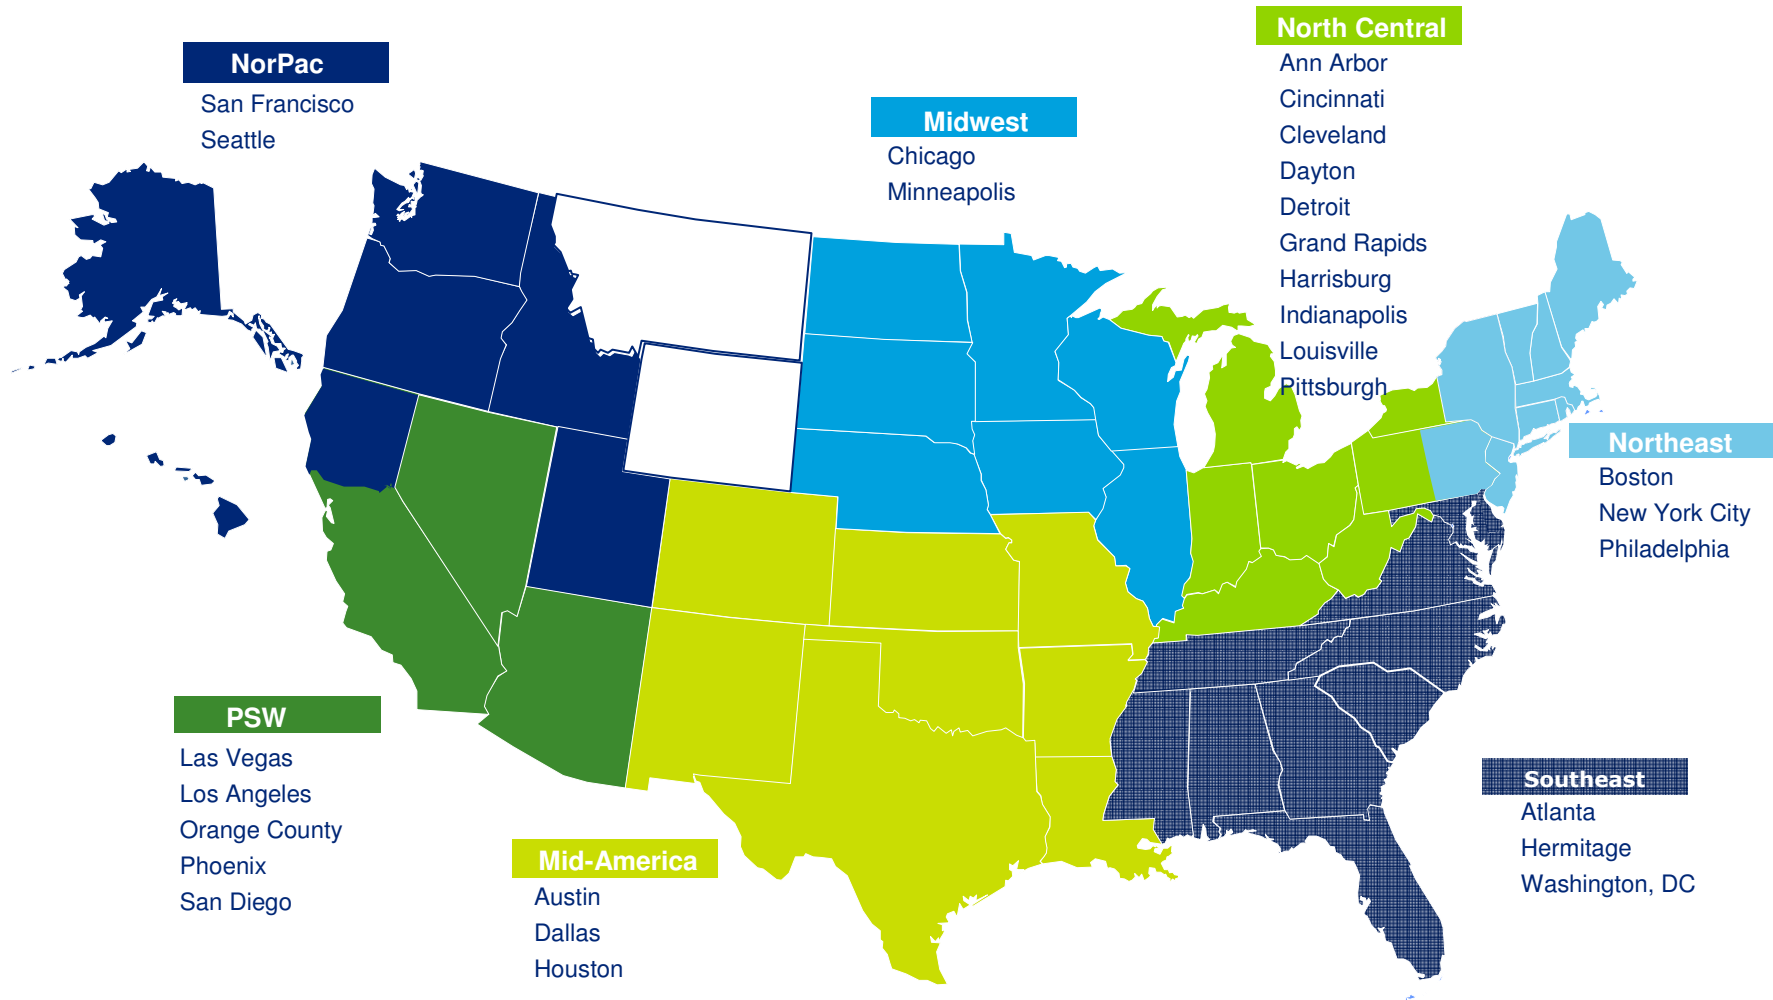 NorPac
San Francisco
Seattle
Midwest
Chicago
Minneapolis
North Central
Ann Arbor
Cincinnati
Cleveland
Dayton
Detroit
Grand Rapids
Harrisburg
Indianapolis
Louisville
Pittsburgh
Northeast
Boston
New York City
Philadelphia
PSW
Las Vegas
Los Angeles
Orange County
Phoenix
San Diego
Mid-America
Austin
Dallas
Houston
Southeast
Atlanta
Hermitage
Washington, DC